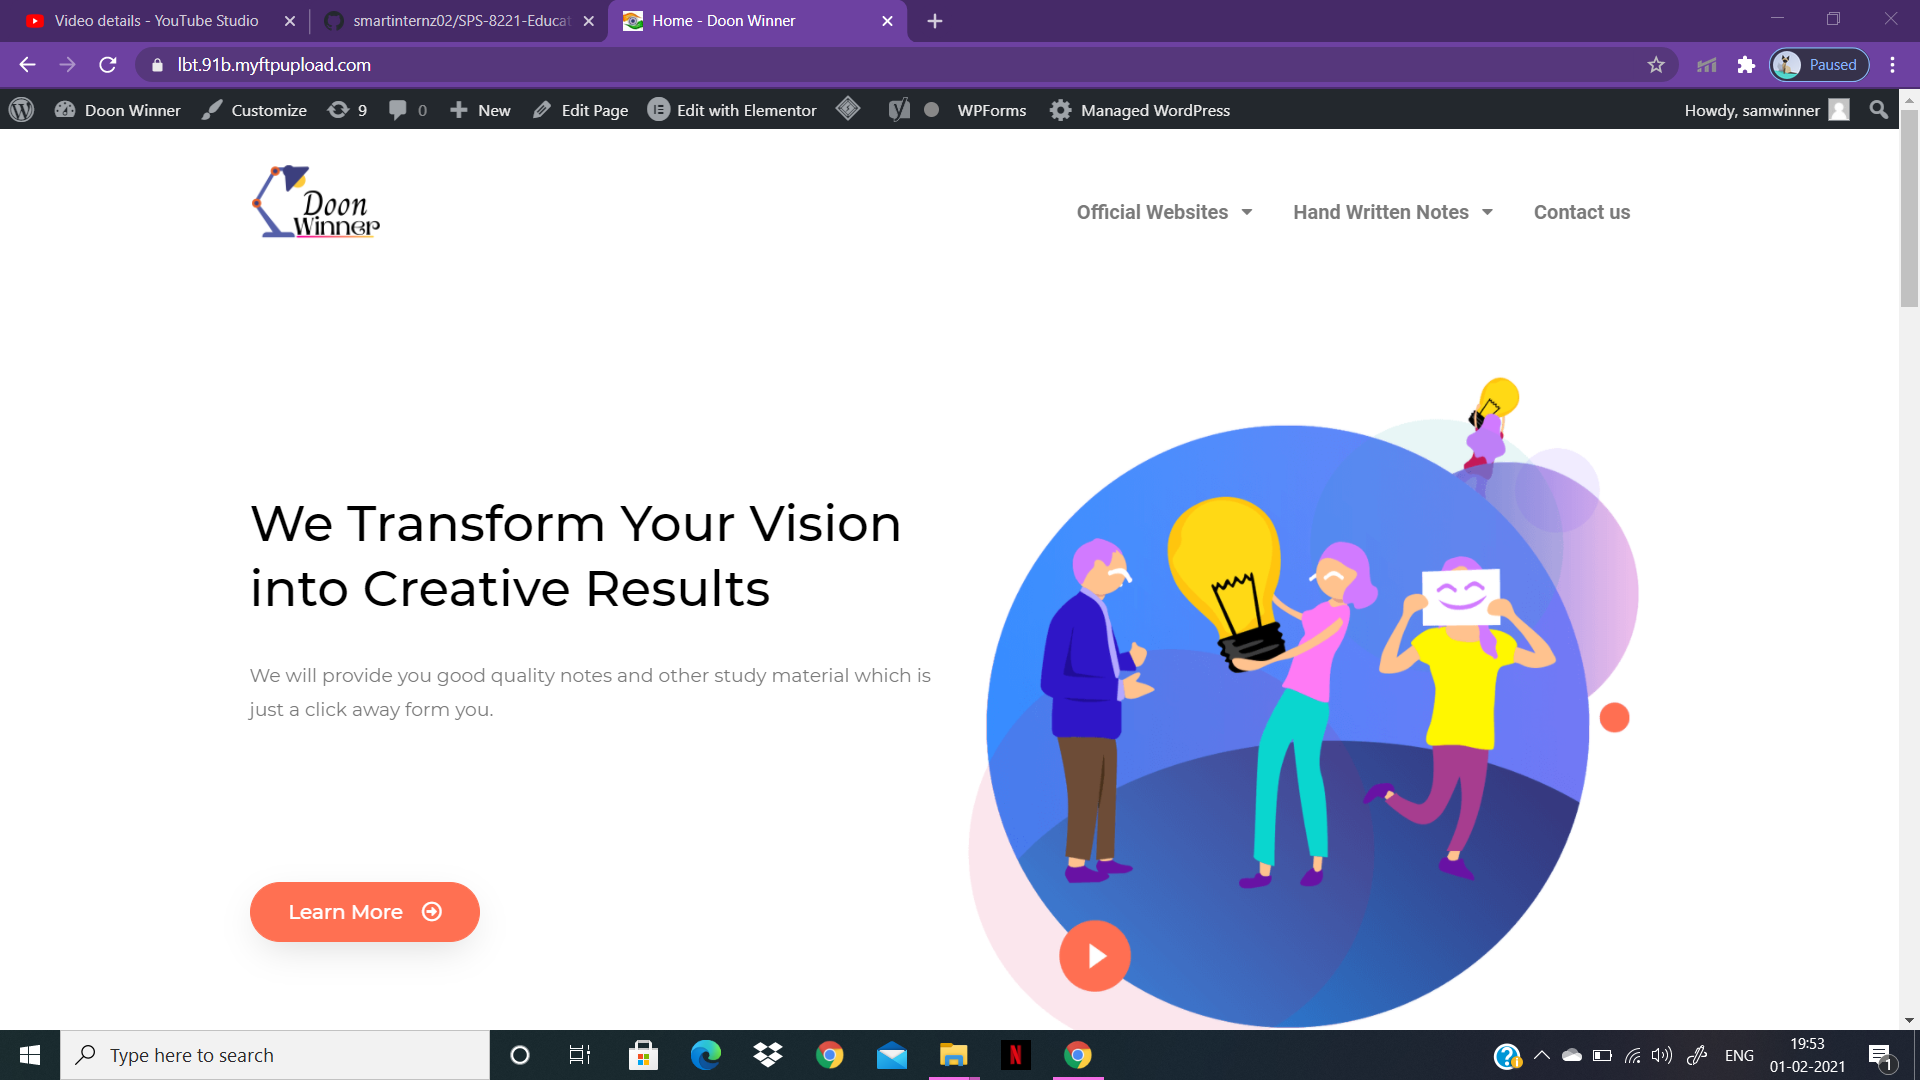 Video details - YouTube Studio
smartinternz02/SPS-8221-Educat
Home - Doon Winner
lbt.91b.myftpupload.com
Paused
Doon Winner
Customize
9
0
New
Edit Page
Edit with Elementor
WPForms
Managed WordPress
Howdy, samwinner
Doon
Winner
Official Websites
Hand Written Notes
Contact us
We Transform Your Vision
into Creative Results
We will provide you good quality notes and other study material which is
just a click away form you.
Learn More
Type here to search
N
ENG
19:53
01-02-2021
1